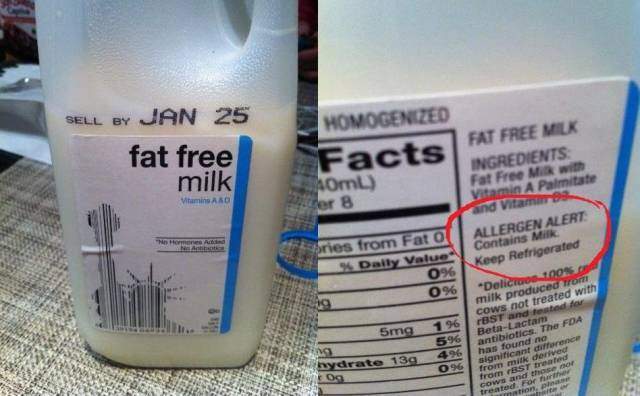 SELL BY JAN 25
fat free
milk
Vitamins A & D
*No Hormones Added
No Antibiotics
HOMOGENIZED
Facts
0mL)
er 8
ries from Fat 0
% Daily Value*
0%
g 0%
5mg 1%
g 5%
hydrate 13g 4%
0g 0%
FAT FREE MILK
INGREDIENTS:
Fat Free Milk with
Vitamin A Palmitate
and Vitamin D3
ALLERGEN ALERT:
Contains Milk.
Keep Refrigerated
*Delicious 100%
milk produced from
cows not treated with
rBST and tested for
Beta-Lactam
antibiotics. The FDA
has found no
significant difference
from milk derived
from rBST treated
cows and those not
treated. For further
please